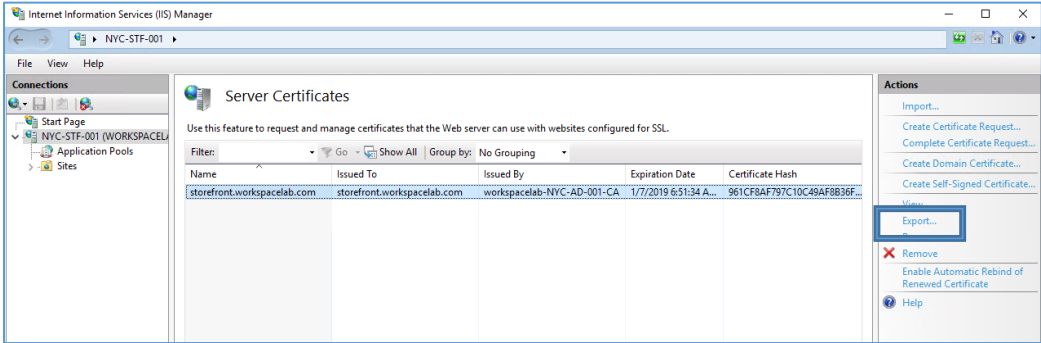 Internet Information Services (IIS) Manager
NYC-STF-001
File View Help
Connections
Start Page
NYC-STF-001 (WORKSPACEL
Application Pools
Sites
Server Certificates
Use this feature to request and manage certificates that the Web server can use with websites configured for SSL.
Filter: Go Show All Group by: No Grouping
Name Issued To Issued By Expiration Date Certificate Hash
storefront.workspacelab.com storefront.workspacelab.com workspacelab-NYC-AD-001-CA 1/7/2019 6:51:34 A... 961CF8AF797C10C49AF8B36F...
Actions
Import...
Create Certificate Request...
Complete Certificate Request...
Create Domain Certificate...
Create Self-Signed Certificate...
View...
Export...
Remove
Enable Automatic Rebind of
Renewed Certificate
Help